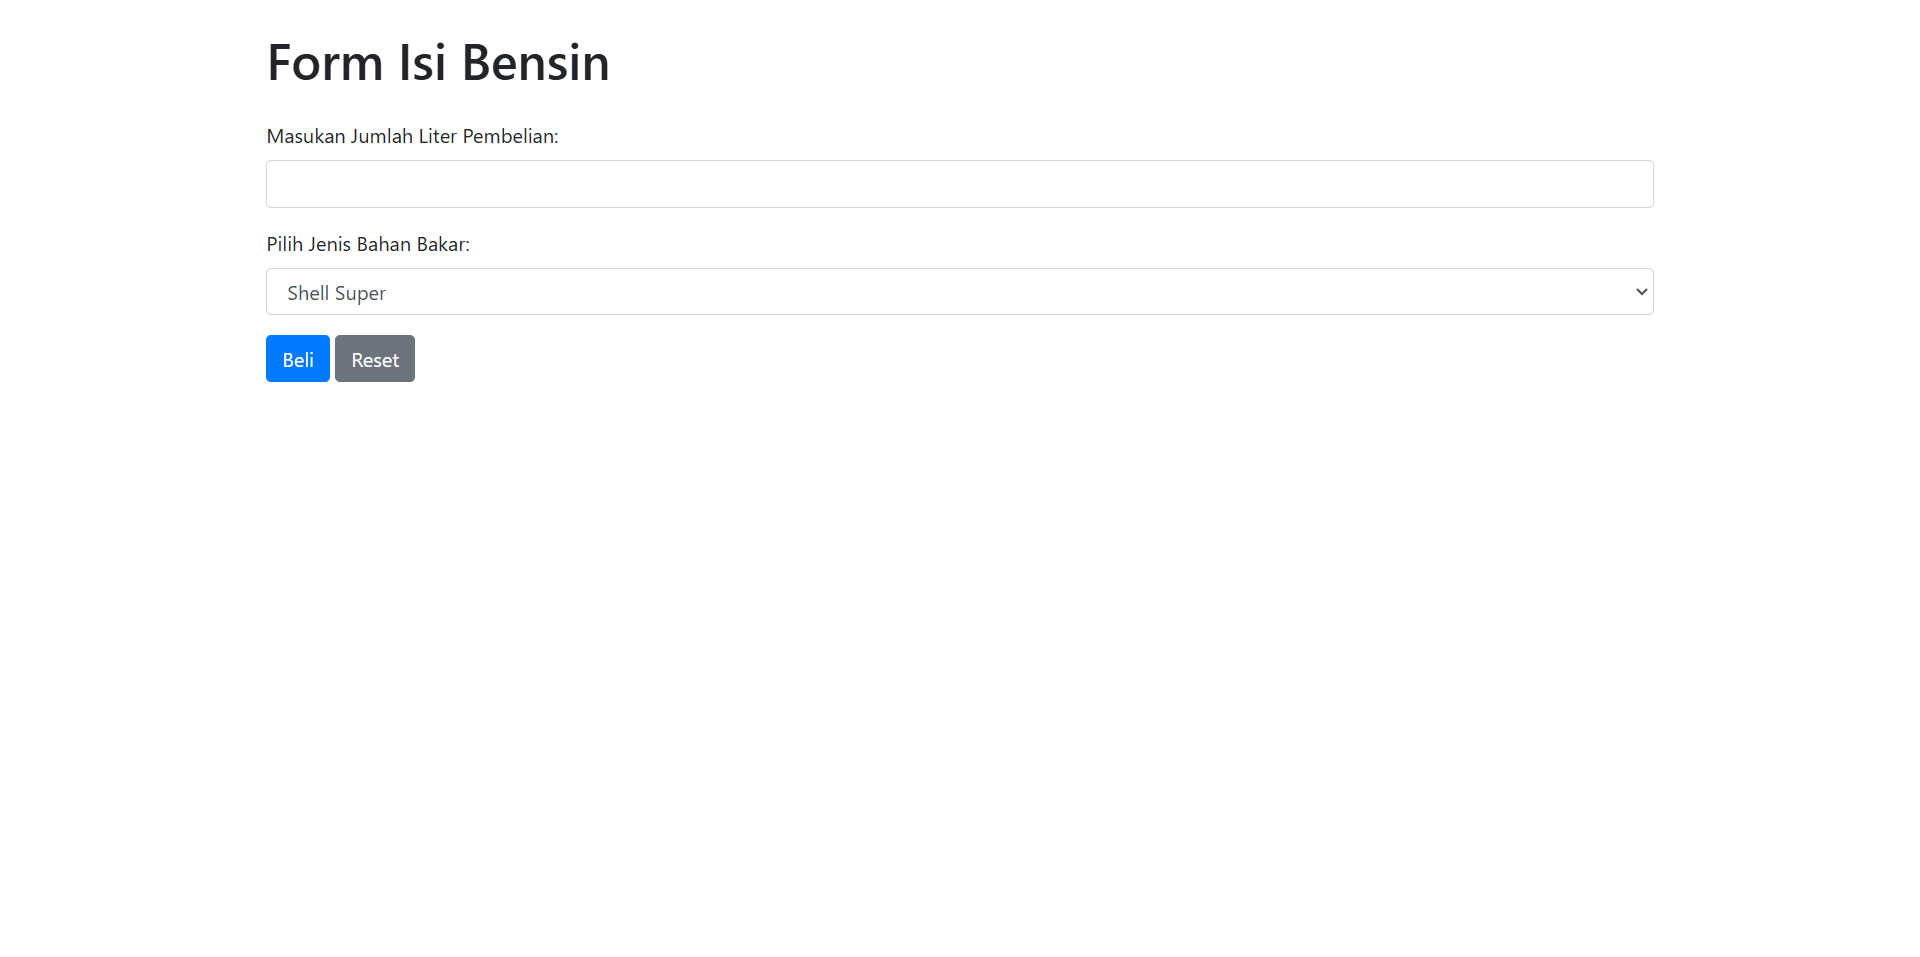 Form Isi Bensin
Masukan Jumlah Liter Pembelian:
Pilih Jenis Bahan Bakar:
Shell Super
Beli Reset